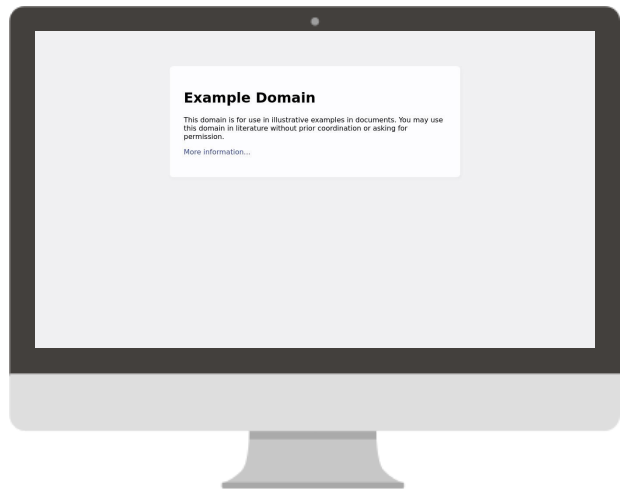 Example Domain
This domain is for use in illustrative examples in documents. You may use
this domain in literature without prior coordination or asking for
permission.
More information...